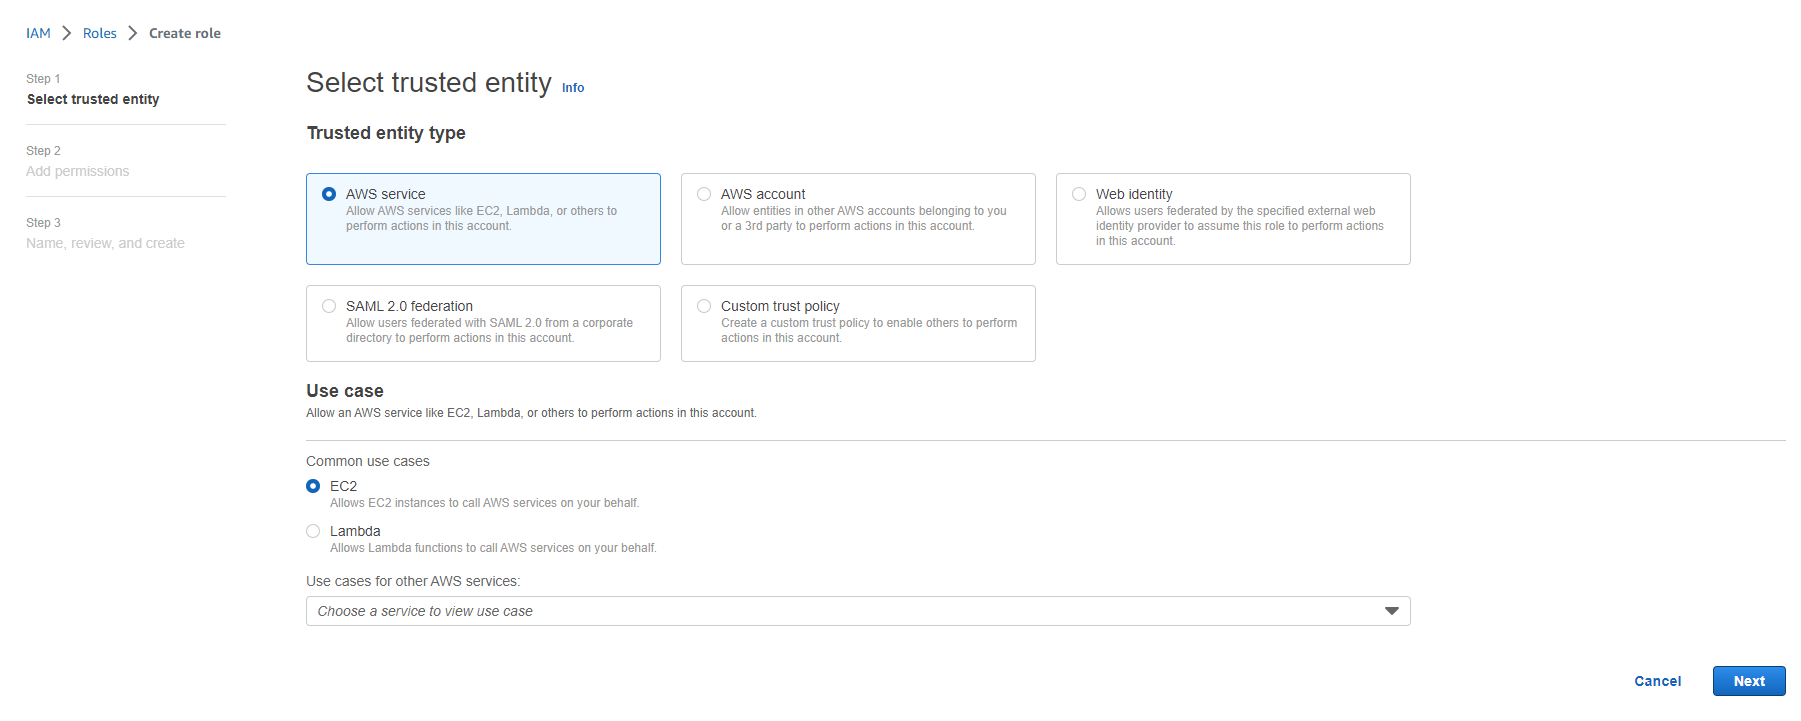 IAM > Roles > Create role
Step 1
Select trusted entity
Step 2
Add permissions
Step 3
Name, review, and create
Select trusted entity Info
Trusted entity type
AWS service
Allow AWS services like EC2, Lambda, or others to
perform actions in this account.
AWS account
Allow entities in other AWS accounts belonging to you
or a 3rd party to perform actions in this account.
Web identity
Allows users federated by the specified external web
identity provider to assume this role to perform actions
in this account.
SAML 2.0 federation
Allow users federated with SAML 2.0 from a corporate
directory to perform actions in this account.
Custom trust policy
Create a custom trust policy to enable others to perform
actions in this account.
Use case
Allow an AWS service like EC2, Lambda, or others to perform actions in this account.
Common use cases
EC2
Allows EC2 instances to call AWS services on your behalf.
Lambda
Allows Lambda functions to call AWS services on your behalf.
Use cases for other AWS services:
Choose a service to view use case
Cancel
Next